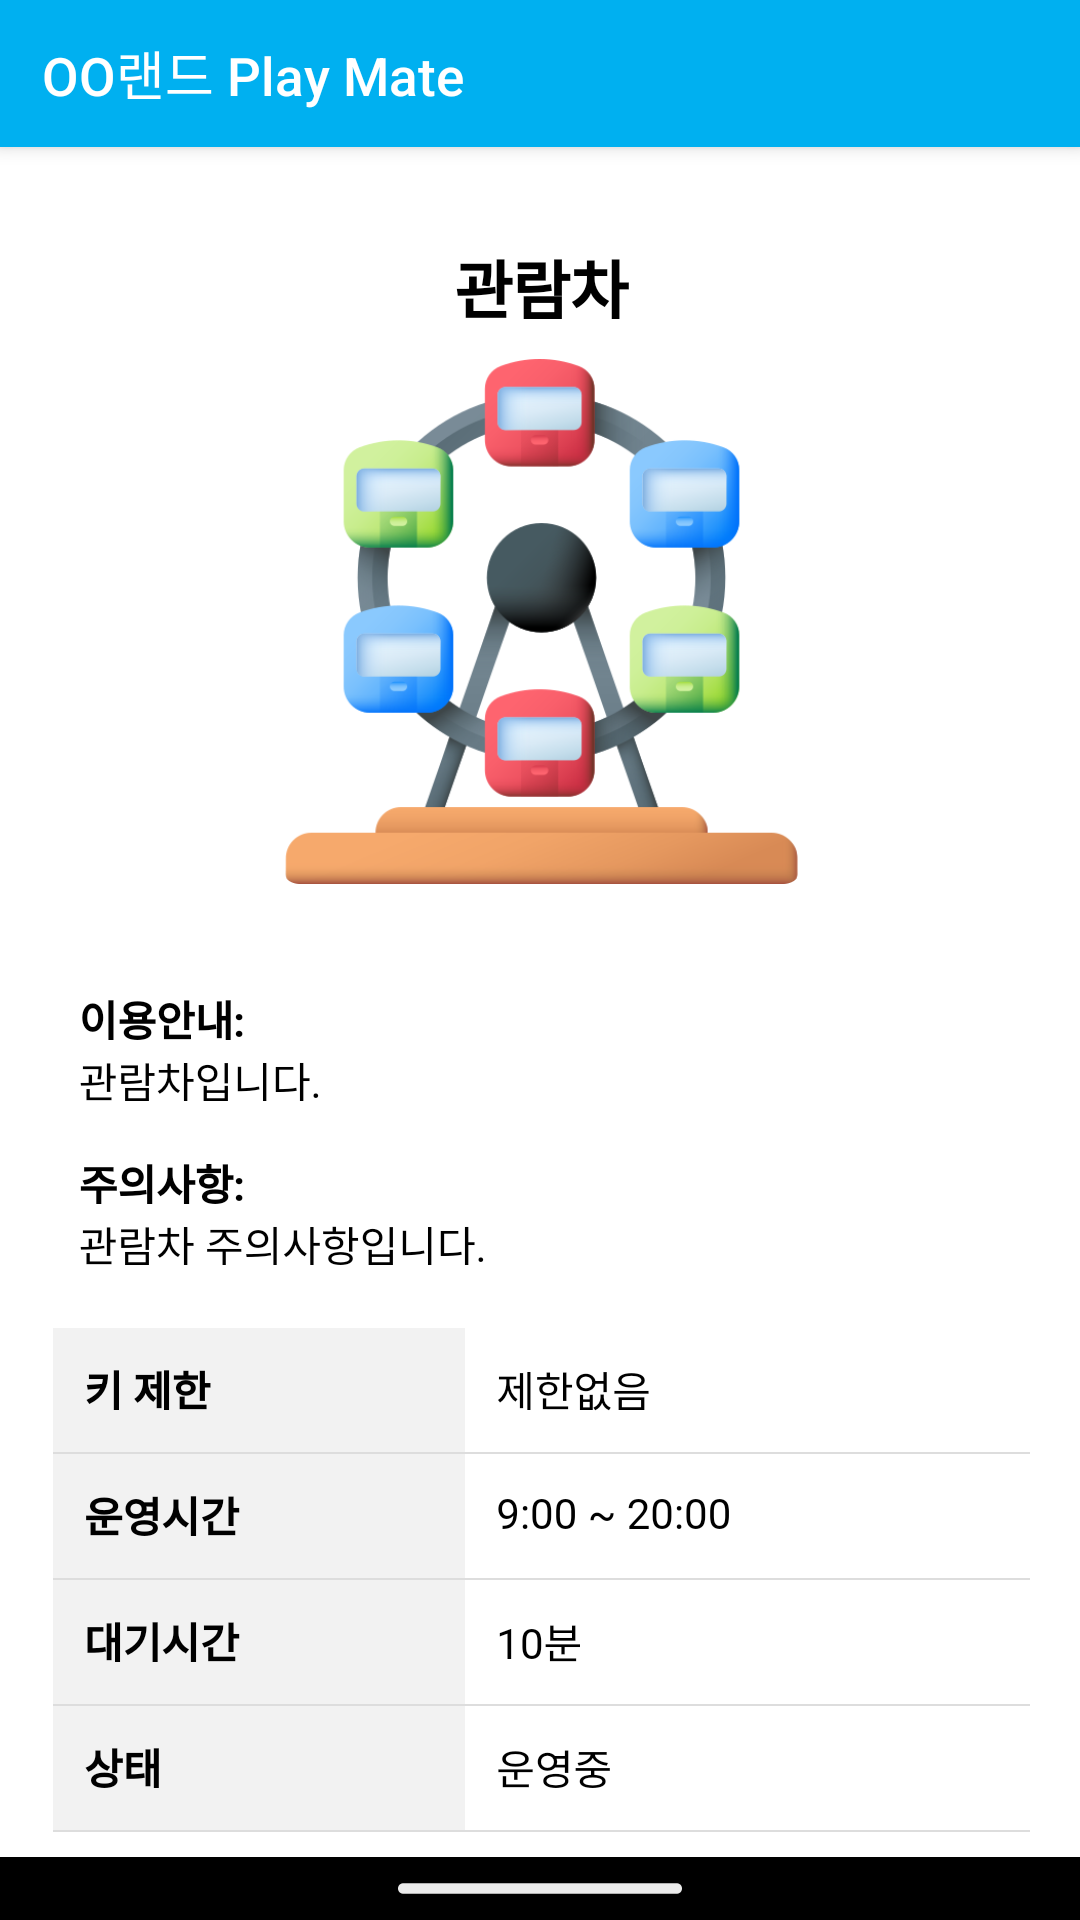 OO랜드 Play Mate
관람차
이용안내:
관람차입니다.
주의사항:
관람차 주의사항입니다.
키 제한 제한없음
운영시간 9:00 ~ 20:00
대기시간 10분
상태 운영중